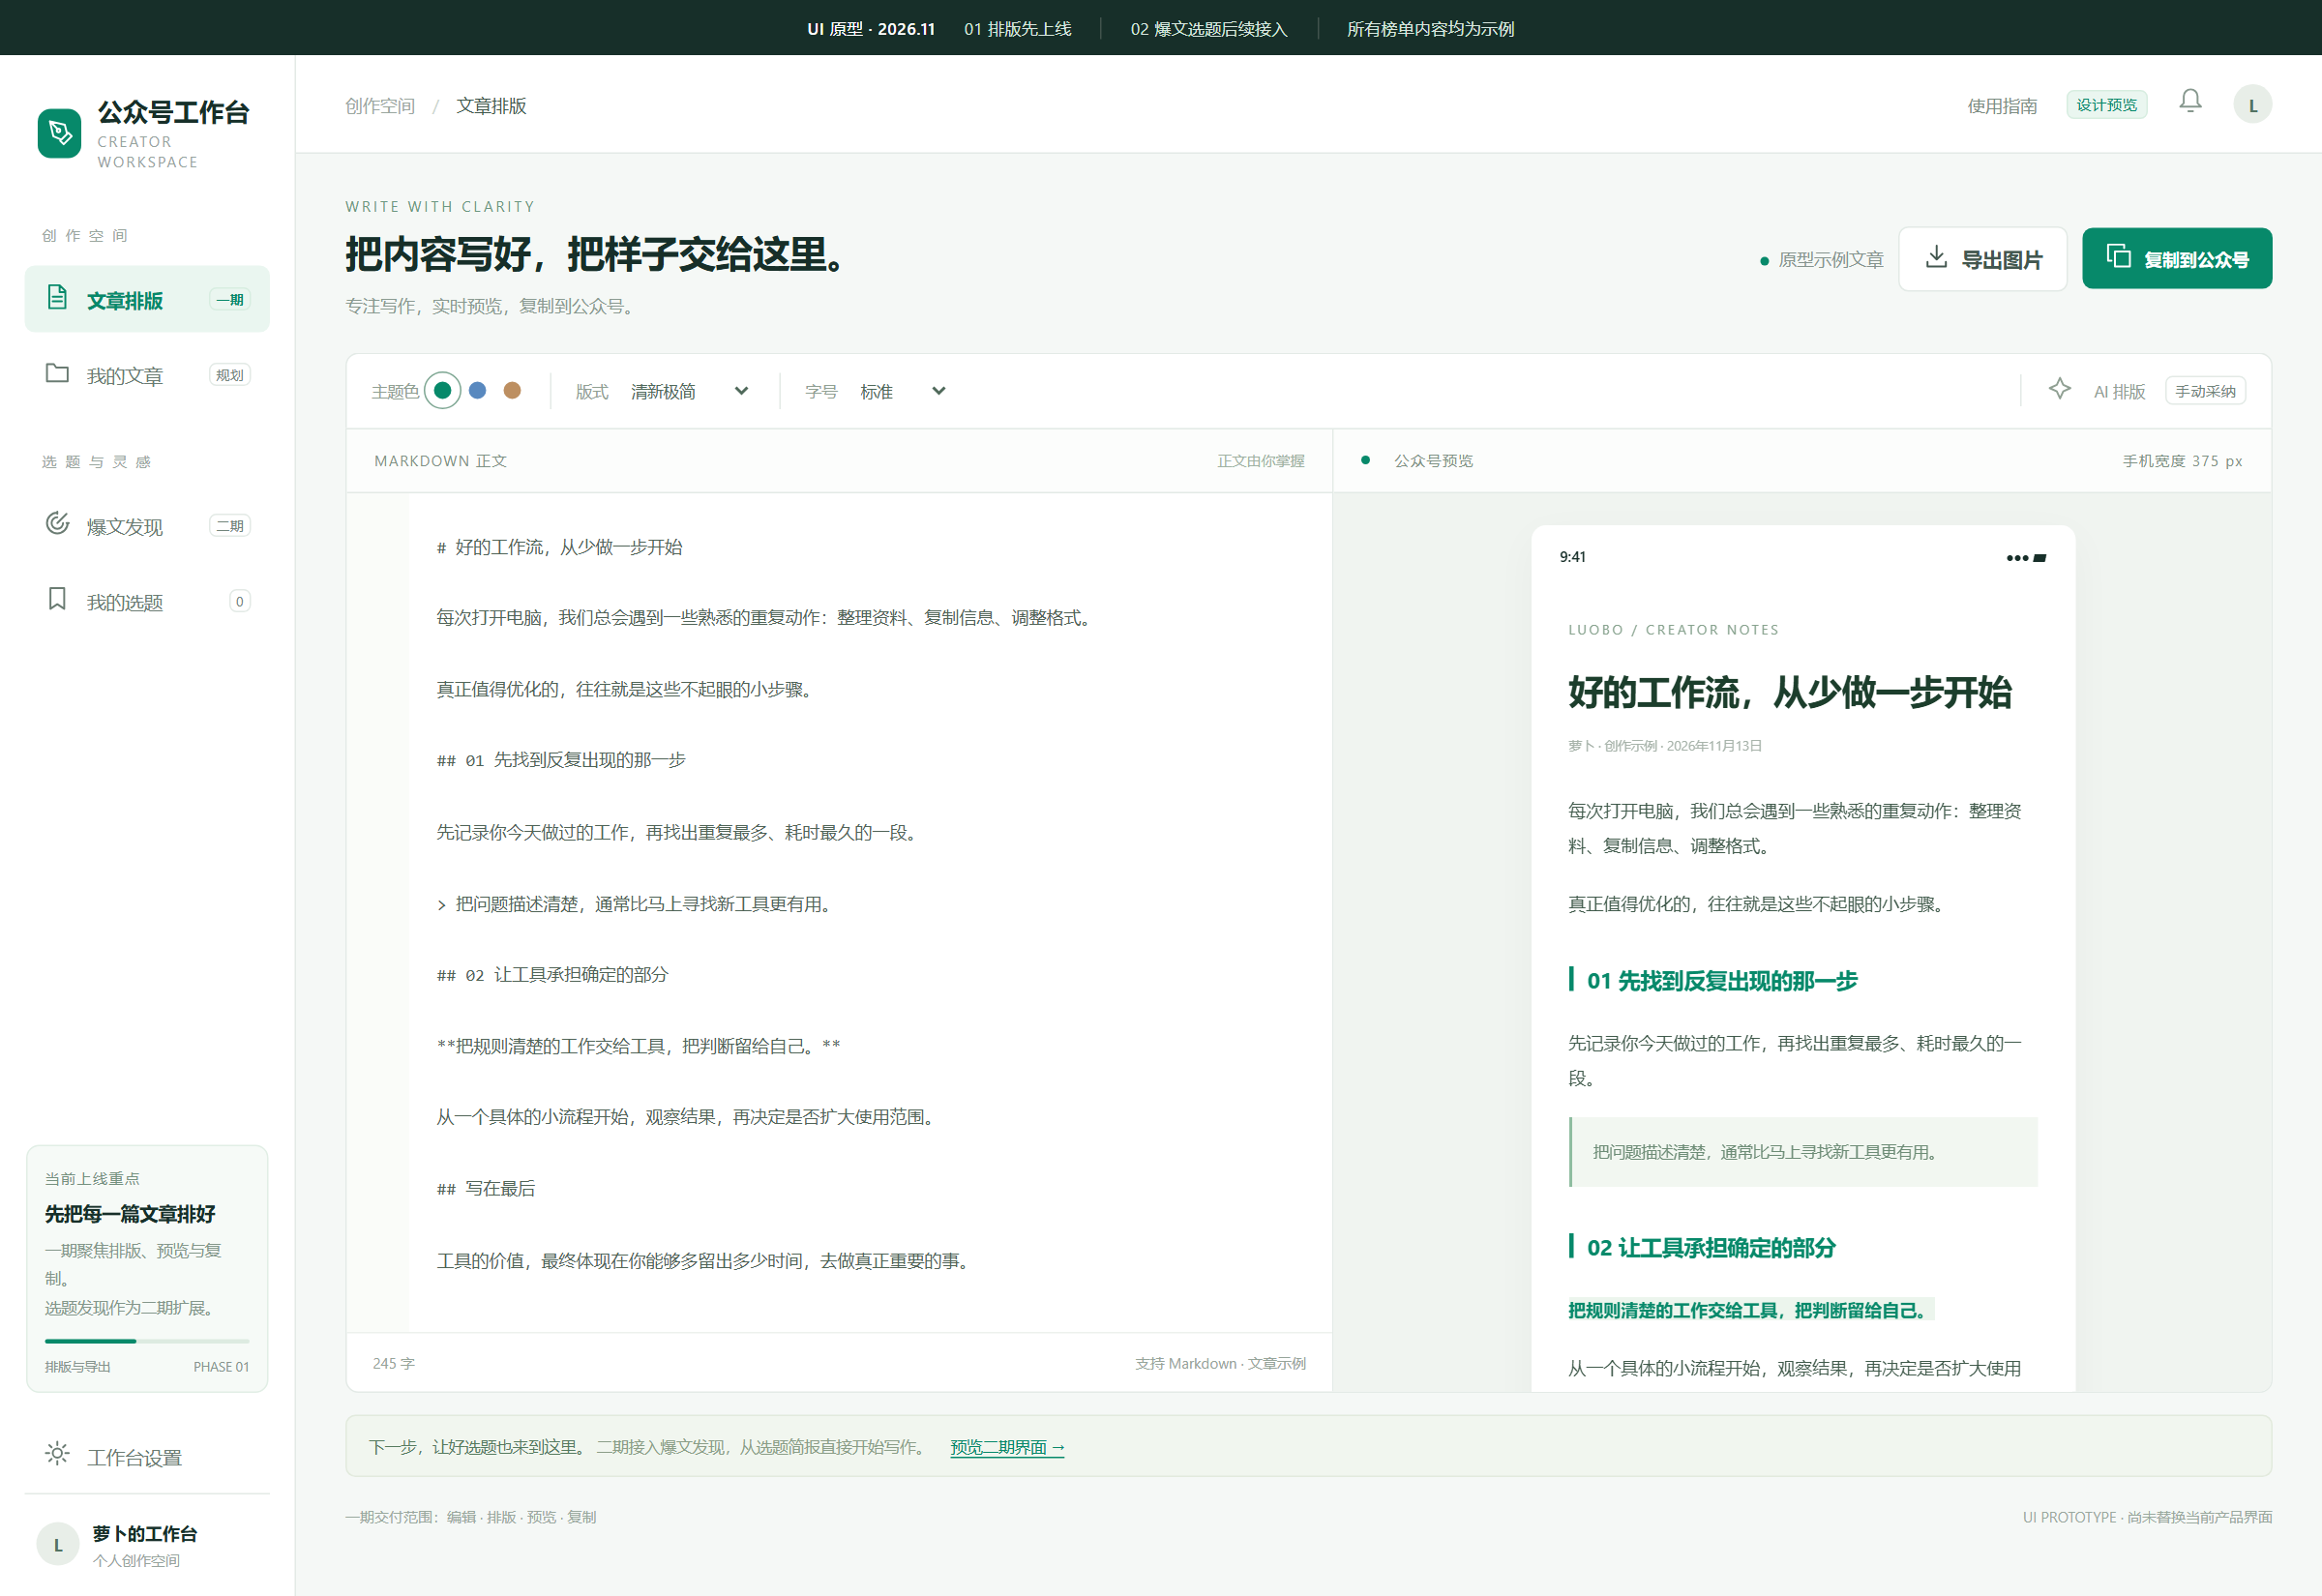 UI 原型 · 2026.11 01 排版先上线 02 爆文选题后续接入 所有榜单内容均为示例
公众号工作台
CREATOR
WORKSPACE
创作空间
文章排版 一期
我的文章 规划
选题与灵感
爆文发现 二期
我的选题 0
当前上线重点
先把每一篇文章排好
一期聚焦排版、预览与复
制。
选题发现作为二期扩展。
排版与导出 PHASE 01
工作台设置
L
萝卜的工作台
个人创作空间
创作空间 / 文章排版
使用指南 设计预览 L
WRITE WITH CLARITY
把内容写好，把样子交给这里。
专注写作，实时预览，复制到公众号。
原型示例文章 导出图片 复制到公众号
主题色 版式 清新极简 字号 标准 AI 排版 手动采纳
MARKDOWN 正文 正文由你掌握
# 好的工作流，从少做一步开始
每次打开电脑，我们总会遇到一些熟悉的重复动作：整理资料、复制信息、调整格式。
真正值得优化的，往往就是这些不起眼的小步骤。
## 01 先找到反复出现的那一步
先记录你今天做过的工作，再找出重复最多、耗时最久的一段。
> 把问题描述清楚，通常比马上寻找新工具更有用。
## 02 让工具承担确定的部分
**把规则清楚的工作交给工具，把判断留给自己。**
从一个具体的小流程开始，观察结果，再决定是否扩大使用范围。
## 写在最后
工具的价值，最终体现在你能够多留出多少时间，去做真正重要的事。
245 字 支持 Markdown · 文章示例
公众号预览 手机宽度 375 px
9:41
LUOBO / CREATOR NOTES
好的工作流，从少做一步开始
萝卜 · 创作示例 · 2026年11月13日
每次打开电脑，我们总会遇到一些熟悉的重复动作：整理资
料、复制信息、调整格式。
真正值得优化的，往往就是这些不起眼的小步骤。
01 先找到反复出现的那一步
先记录你今天做过的工作，再找出重复最多、耗时最久的一
段。
把问题描述清楚，通常比马上寻找新工具更有用。
02 让工具承担确定的部分
把规则清楚的工作交给工具，把判断留给自己。
从一个具体的小流程开始，观察结果，再决定是否扩大使用
下一步，让好选题也来到这里。 二期接入爆文发现，从选题简报直接开始写作。 预览二期界面 →
一期交付范围：编辑 · 排版 · 预览 · 复制
UI PROTOTYPE · 尚未替换当前产品界面